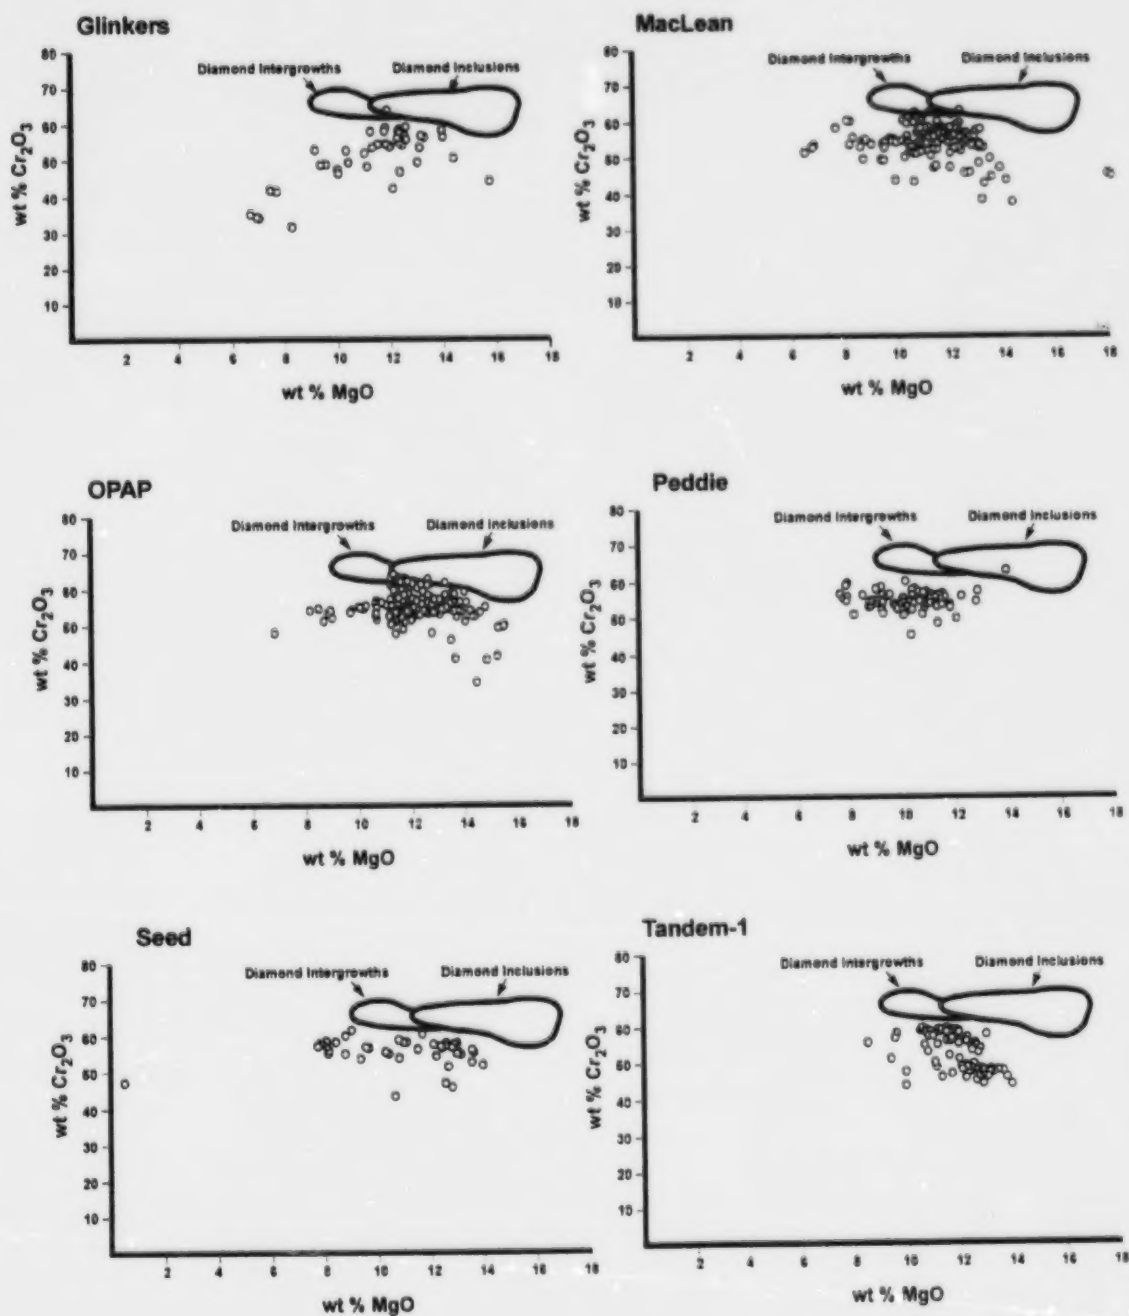 Glinkers
Diamond Intergrowths
Diamond Inclusions
wt % Cr₂O₃
80
70
60
50
40
30
20
10
2 4 6 8 10 12 14 16 18
wt % MgO
MacLean
Diamond Intergrowths
Diamond Inclusions
wt % Cr₂O₃
80
70
60
50
40
30
20
10
2 4 6 8 10 12 14 16 18
wt % MgO
OPAP
Diamond Intergrowths
Diamond Inclusions
wt % Cr₂O₃
80
70
60
50
40
30
20
10
2 4 6 8 10 12 14 16 18
wt % MgO
Peddie
Diamond Intergrowths
Diamond Inclusions
wt % Cr₂O₃
80
70
60
50
40
30
20
10
2 4 6 8 10 12 14 16 18
wt % MgO
Seed
Diamond Intergrowths
Diamond Inclusions
wt % Cr₂O₃
80
70
60
50
40
30
20
10
2 4 6 8 10 12 14 16 18
wt % MgO
Tandem-1
Diamond Intergrowths
Diamond Inclusions
wt % Cr₂O₃
80
70
60
50
40
30
20
10
2 4 6 8 10 12 14 16 18
wt % MgO